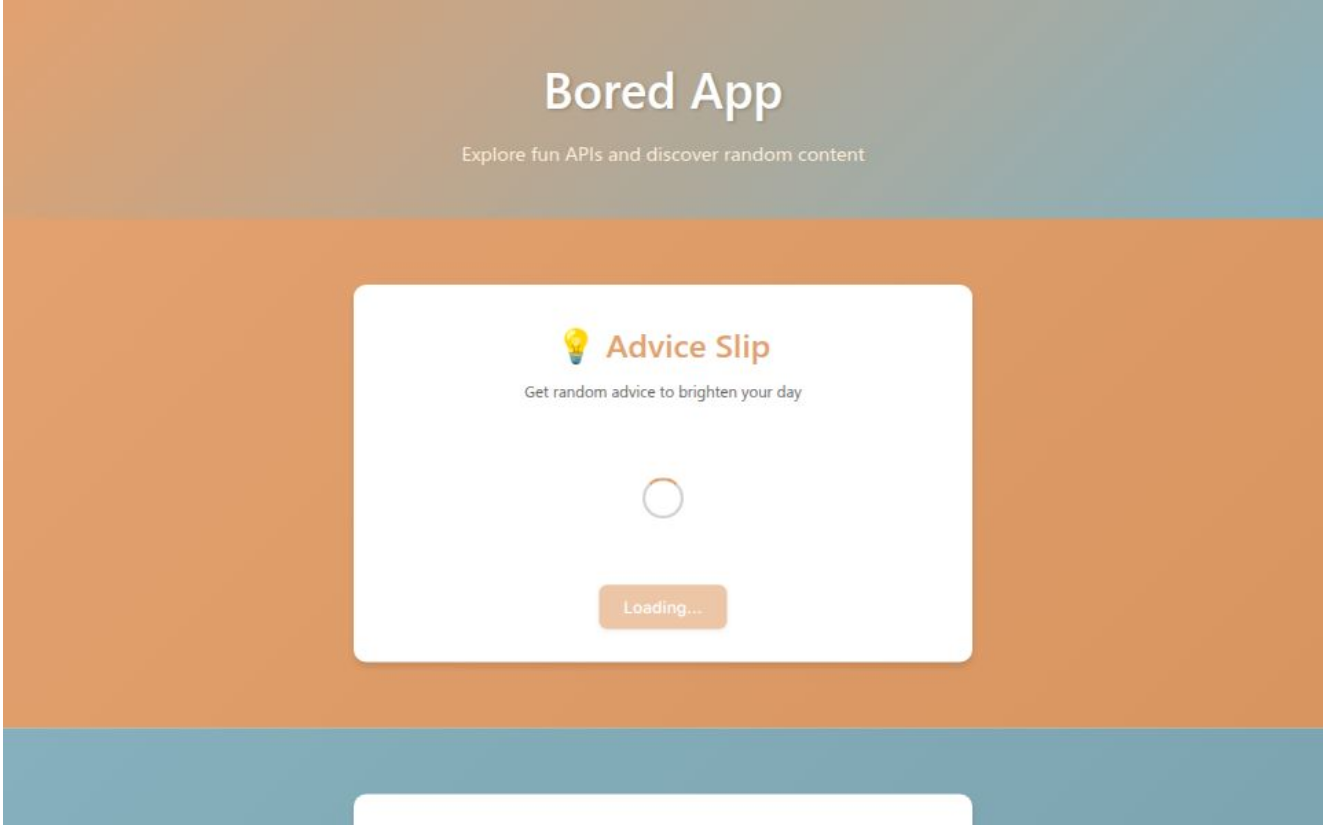 Bored App
Explore fun APIs and discover random content
💡 Advice Slip
Get random advice to brighten your day
Loading...